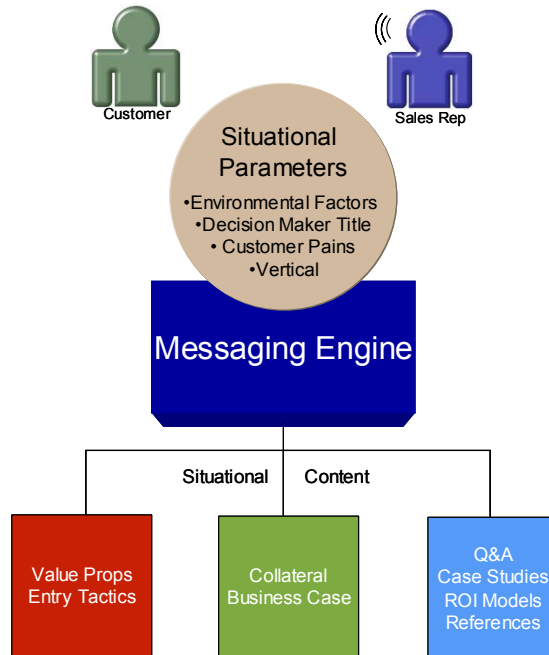 Customer
Sales Rep
Situational
Parameters
•Environmental Factors
•Decision Maker Title
• Customer Pains
•Vertical
Messaging Engine
Situational Content
Value Props
Entry Tactics
Collateral
Business Case
Q&A
Case Studies
ROI Models
References